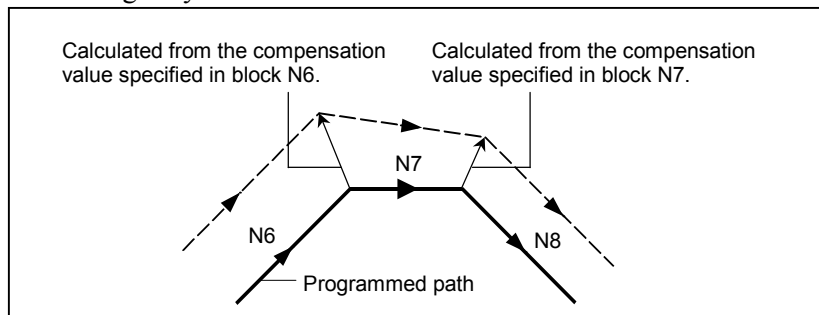 Calculated from the compensation
value specified in block N6.
Calculated from the compensation
value specified in block N7.
N7
N6
N8
Programmed path